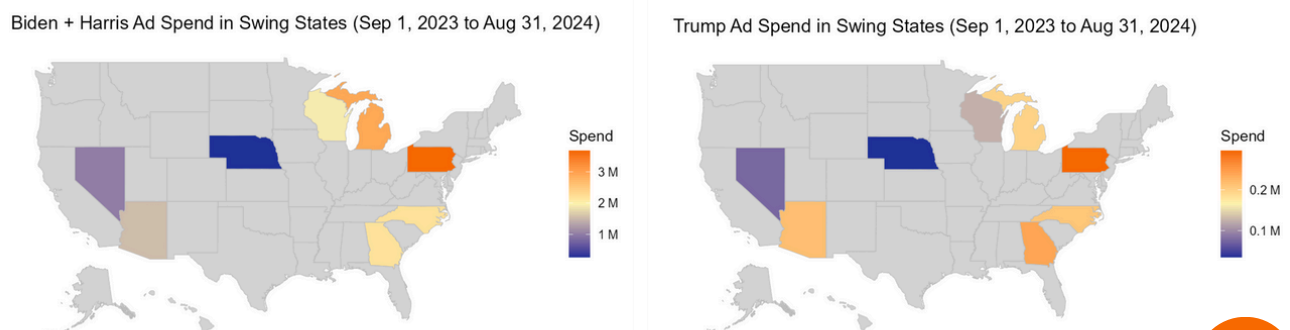 Biden + Harris Ad Spend in Swing States (Sep 1, 2023 to Aug 31, 2024)
Spend
3 M
2 M
1 M
Trump Ad Spend in Swing States (Sep 1, 2023 to Aug 31, 2024)
Spend
0.2 M
0.1 M